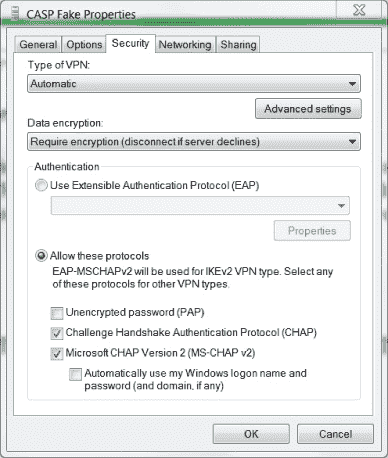 CASP Fake Properties
General Options Security Networking Sharing
Type of VPN:
Automatic
Advanced settings
Data encryption:
Require encryption (disconnect if server declines)
Authentication
Use Extensible Authentication Protocol (EAP)
Properties
Allow these protocols
EAP-MSCHAPv2 will be used for IKEv2 VPN type. Select any
of these protocols for other VPN types.
Unencrypted password (PAP)
Challenge Handshake Authentication Protocol (CHAP)
Microsoft CHAP Version 2 (MS-CHAP v2)
Automatically use my Windows logon name and
password (and domain, if any)
OK Cancel